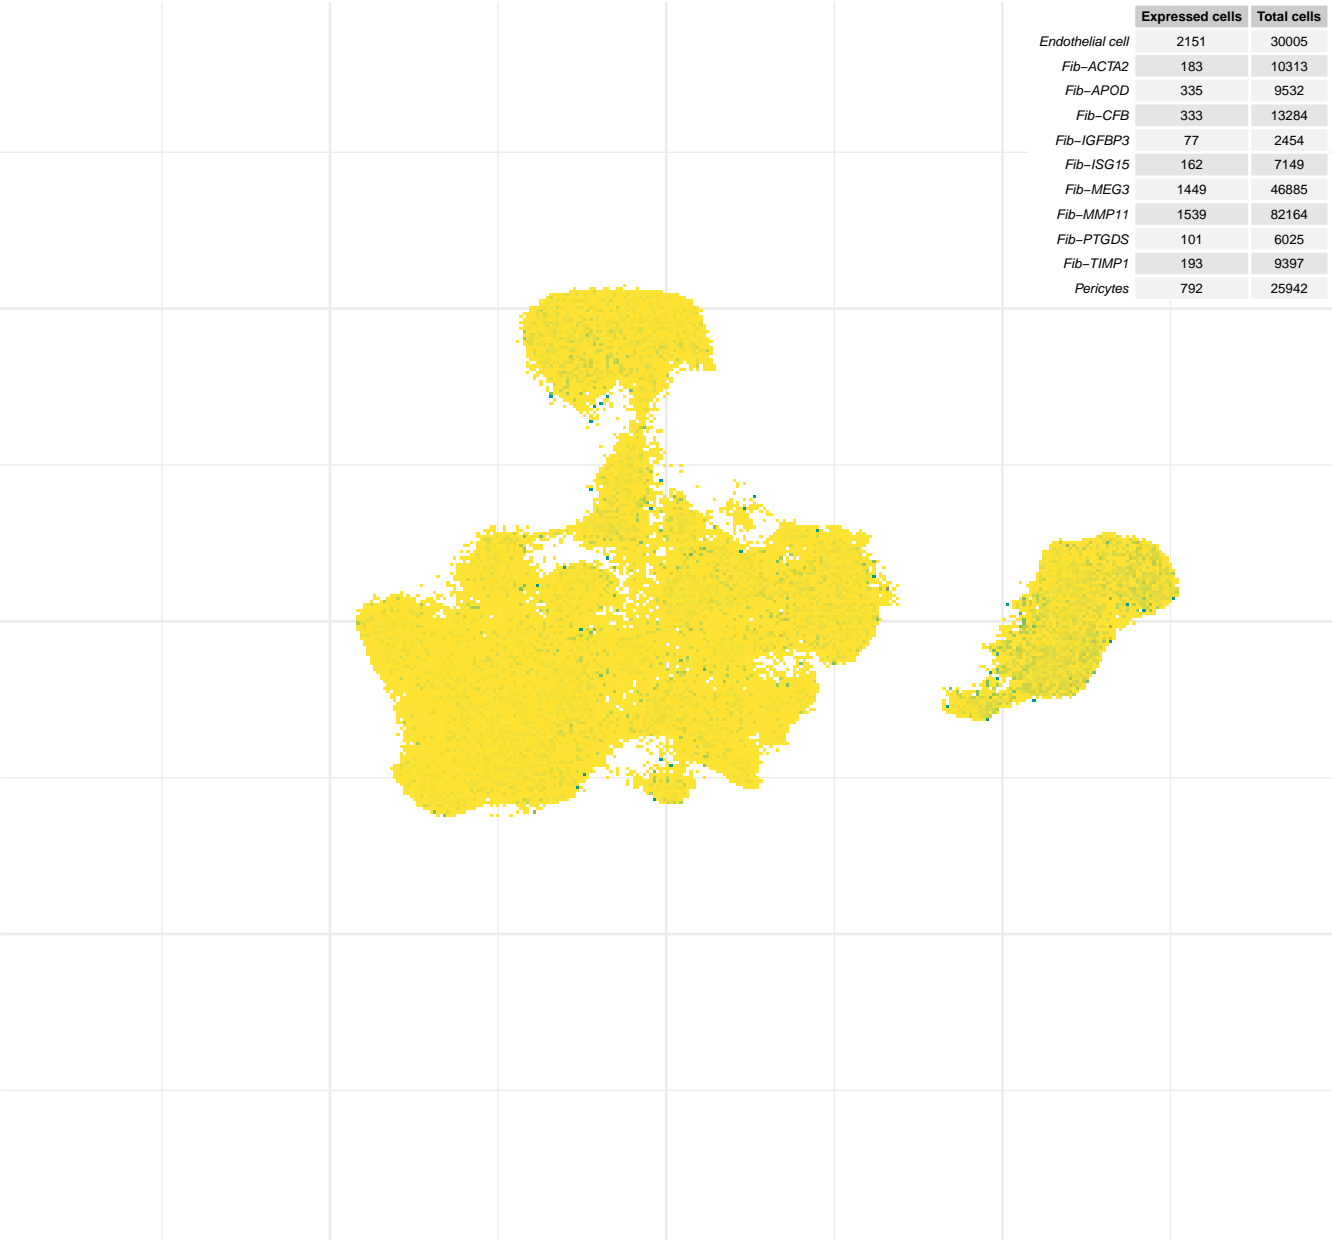 Expressed cells Total cells
Endothelial cell 2151 30005
Fib−ACTA2 183 10313
Fib−APOD 335 9532
Fib−CFB 333 13284
Fib−IGFBP3 77 2454
Fib−ISG15 162 7149
Fib−MEG3 1449 46885
Fib−MMP11 1539 82164
Fib−PTGDS 101 6025
Fib−TIMP1 193 9397
Pericytes 792 25942